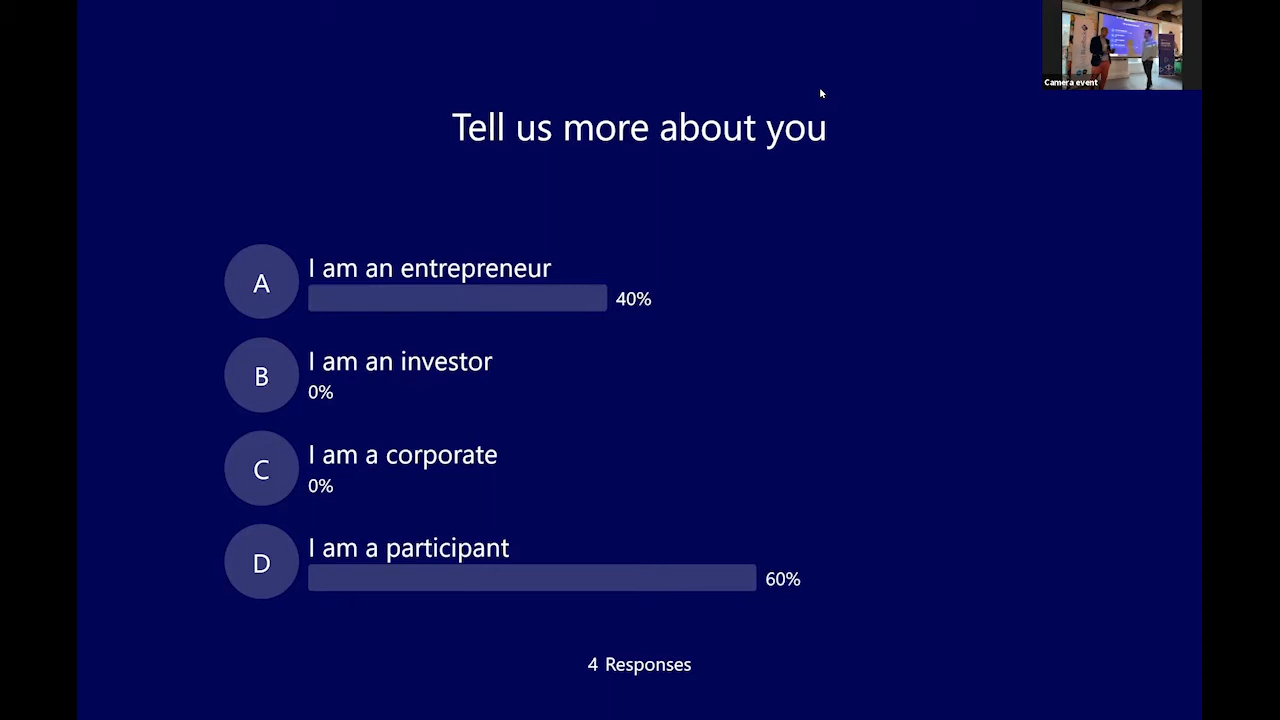 Camera event
Tell us more about you
A
I am an entrepreneur
40%
B
I am an investor
0%
C
I am a corporate
0%
D
I am a participant
60%
4 Responses